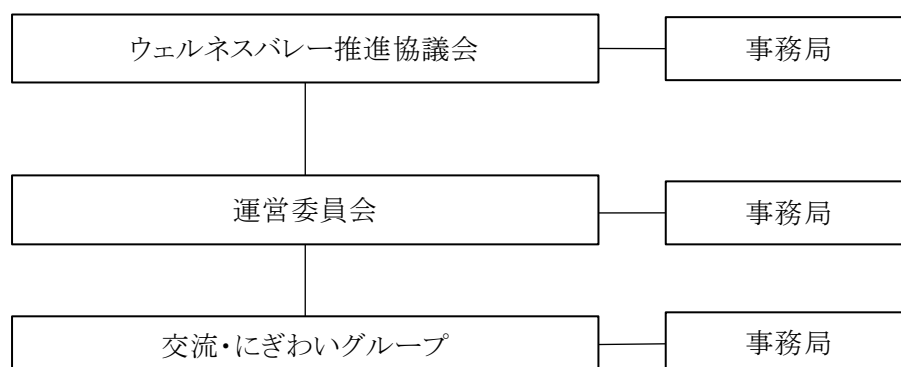 ウェルネスバレー推進協議会
事務局
運営委員会
事務局
交流・にぎわいグループ
事務局